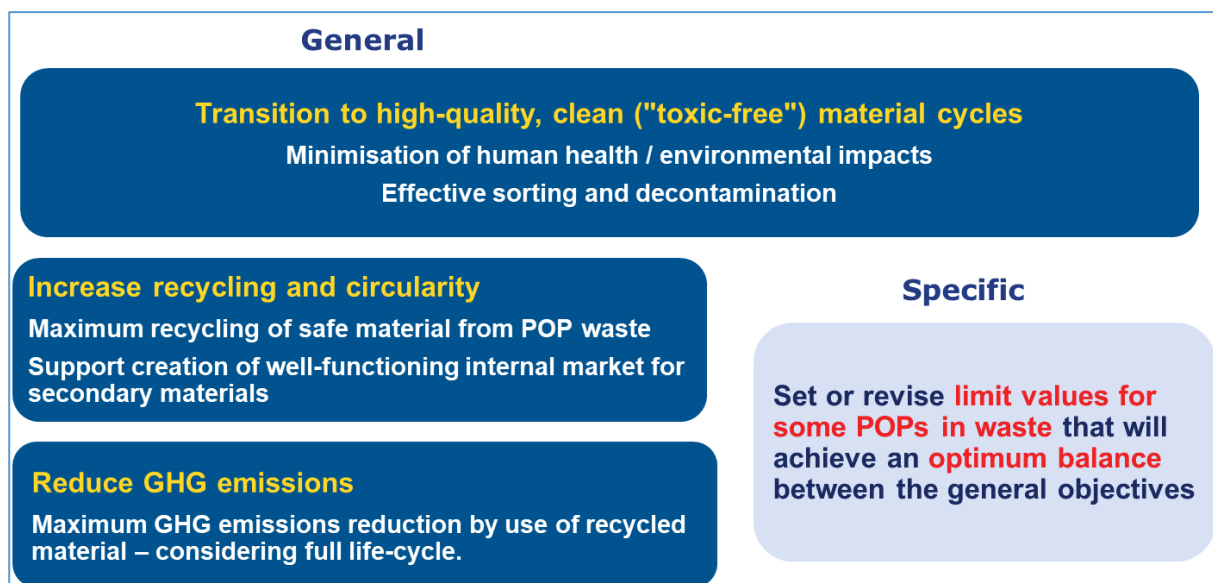 General
Transition to high-quality, clean ("toxic-free") material cycles
Minimisation of human health / environmental impacts
Effective sorting and decontamination
Increase recycling and circularity
Maximum recycling of safe material from POP waste
Support creation of well-functioning internal market for
secondary materials
Reduce GHG emissions
Maximum GHG emissions reduction by use of recycled
material – considering full life-cycle.
Specific
Set or revise limit values for
some POPs in waste that will
achieve an optimum balance
between the general objectives